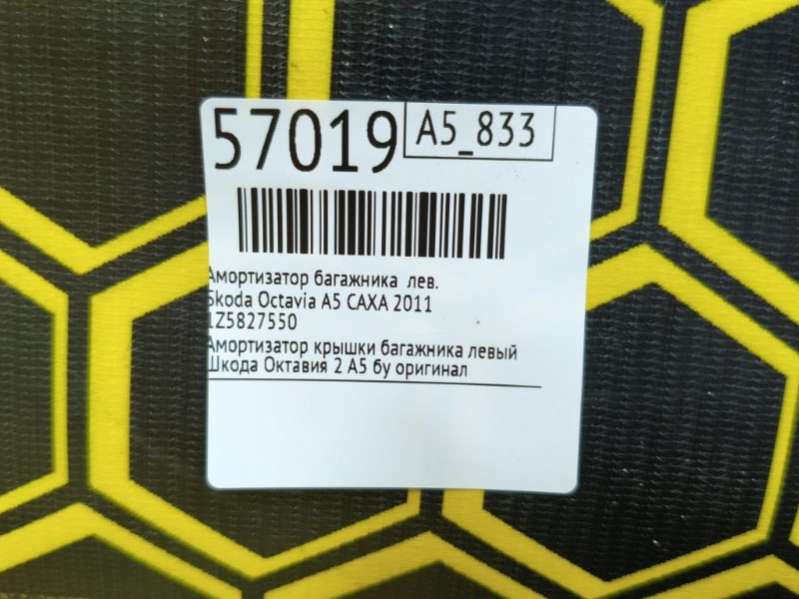 57019
A5_833
Амортизатор багажника лев.
Skoda Octavia A5 CAXA 2011
1Z5827550
Амортизатор крышки багажника левый
Шкода Октавия 2 А5 бу оригинал